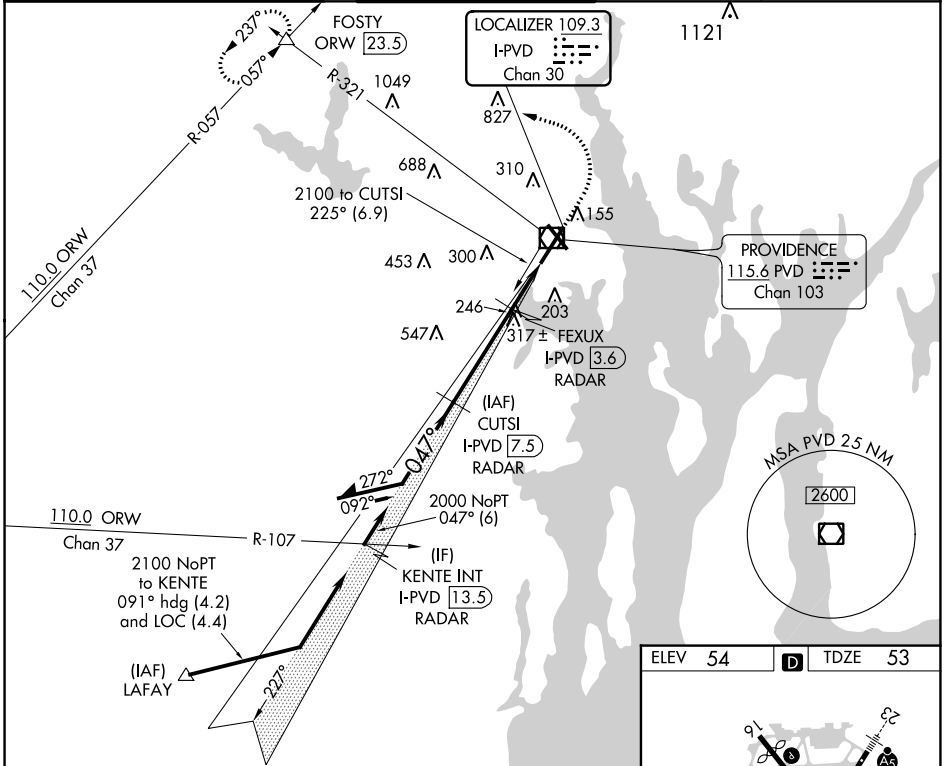 FOSTY
ORW 23.5
237°
057°
R-057
R-321
1049
LOCALIZER 109.3
I-PVD
Chan 30
1121
827
688
310
2100 to CUTSI
225° (6.9)
155
453
300
PROVIDENCE
115.6 PVD
Chan 103
110.0 ORW
Chan 37
246
203
547
317 ±
FEXUX
I-PVD 3.6
RADAR
(IAF)
CUTSI
I-PVD 7.5
RADAR
047°
272°
092°
2000 NoPT
047° (6)
MSA PVD 25 NM
2600
110.0 ORW
Chan 37
R-107
(IF)
KENTE INT
I-PVD 13.5
RADAR
2100 NoPT
to KENTE
091° hdg (4.2)
and LOC (4.4)
(IAF)
LAFAY
227°
ELEV 54
D
TDZE 53
16
23
P
A5